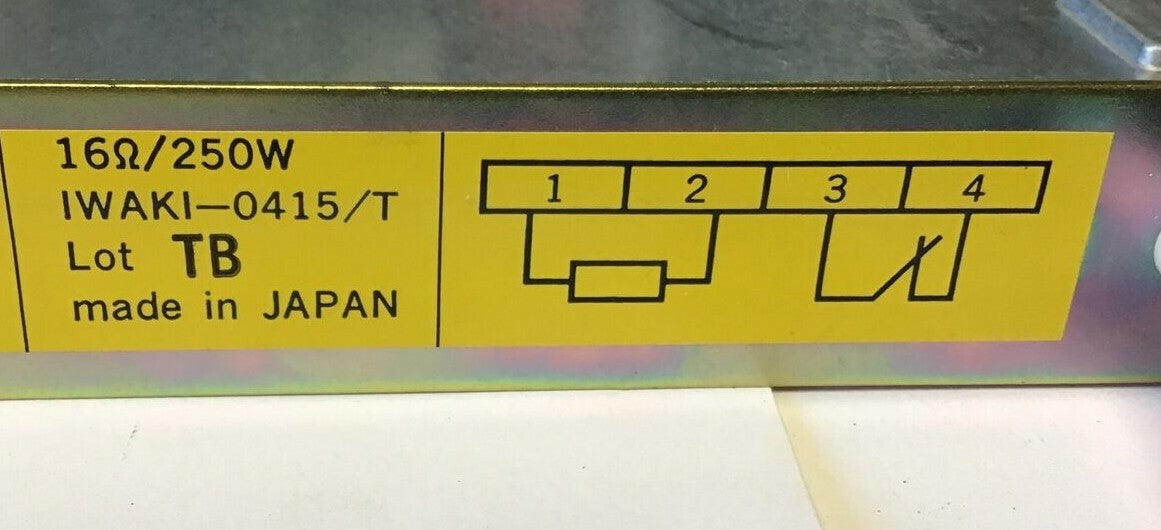 16Ω/250W
IWAKI-0415/T
Lot TB
made in JAPAN
1 2 3 4